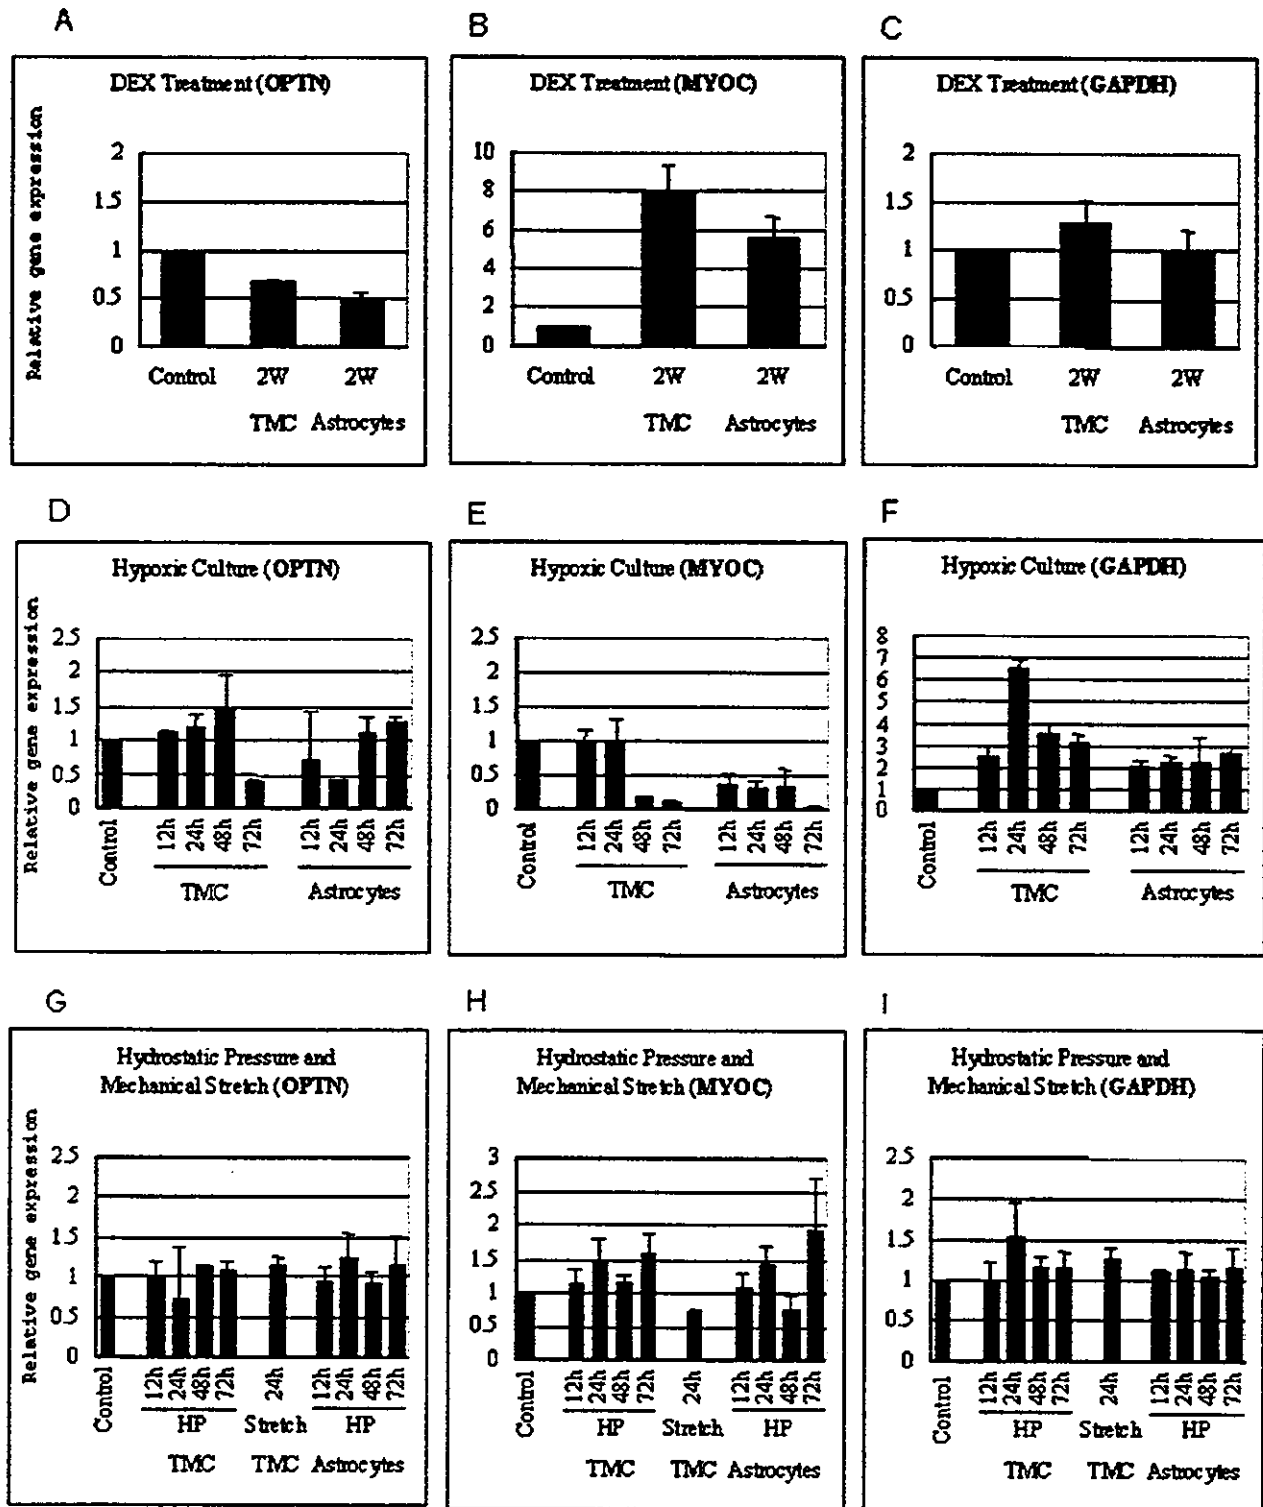 A
DEX Treatment (OPTN)
Relative gene expression
2
1.5
1
0.5
0
Control 2W 2W
TMC Astrocytes
B
DEX Treatment (MYOC)
10
8
6
4
2
0
Control 2W 2W
TMC Astrocytes
C
DEX Treatment (GAPDH)
2
1.5
1
0.5
0
Control 2W 2W
TMC Astrocytes
D
Hypoxic Culture (OPTN)
Relative gene expression
2.5
2
1.5
1
0.5
0
Control 12h 24h 48h 72h 12h 24h 48h 72h
TMC Astrocytes
E
Hypoxic Culture (MYOC)
2.5
2
1.5
1
0.5
0
Control 12h 24h 48h 72h 12h 24h 48h 72h
TMC Astrocytes
F
Hypoxic Culture (GAPDH)
8
7
6
5
4
3
2
1
0
Control 12h 24h 48h 72h 12h 24h 48h 72h
TMC Astrocytes
G
Hydrostatic Pressure and
Mechanical Stretch (OPTN)
Relative gene expression
2.5
2
1.5
1
0.5
0
Control 12h 24h 48h 72h 24h 12h 24h 48h 72h
HP Stretch HP
TMC TMC Astrocytes
H
Hydrostatic Pressure and
Mechanical Stretch (MYOC)
3
2.5
2
1.5
1
0.5
0
Control 12h 24h 48h 72h 24h 12h 24h 48h 72h
HP Stretch HP
TMC TMC Astrocytes
I
Hydrostatic Pressure and
Mechanical Stretch (GAPDH)
2.5
2
1.5
1
0.5
0
Control 12h 24h 48h 72h 24h 12h 24h 48h 72h
HP Stretch HP
TMC TMC Astrocytes